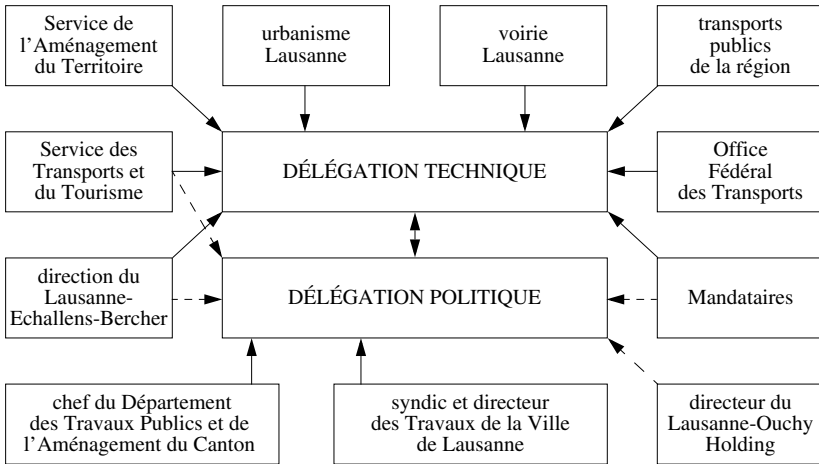 Service de
l'Aménagement
du Territoire
urbanisme
Lausanne
voirie
Lausanne
transports
publics
de la région
Service des
Transports et
du Tourisme
DÉLÉGATION TECHNIQUE
Office
Fédéral
des Transports
direction du
Lausanne-
Echallens-Bercher
DÉLÉGATION POLITIQUE
Mandataires
chef du Département
des Travaux Publics et de
l'Aménagement du Canton
syndic et directeur
des Travaux de la Ville
de Lausanne
directeur du
Lausanne-Ouchy
Holding